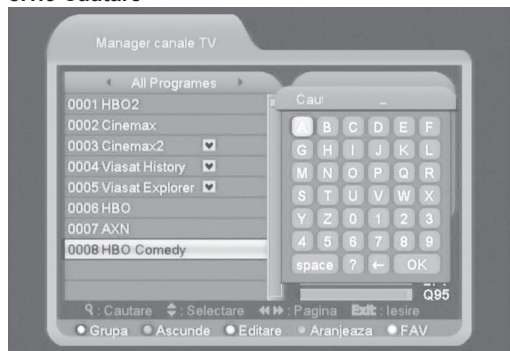 Manager canale TV
All Programes
0001 HBO2
0002 Cinemax
0003 Cinemax2
0004 Viasat History
0005 Viasat Explorer
0006 HBO
0007 AXN
0008 HBO Comedy
Caut _
A B C D E F
G H I J K L
M N O P Q R
S T U V W X
Y Z 0 1 2 3
4 5 6 7 8 9
space ? ← OK
Q95
: Cautare : Selectare : Pagina Exit : Iesire
Grupa Ascunde Editare Aranjeaza FAV